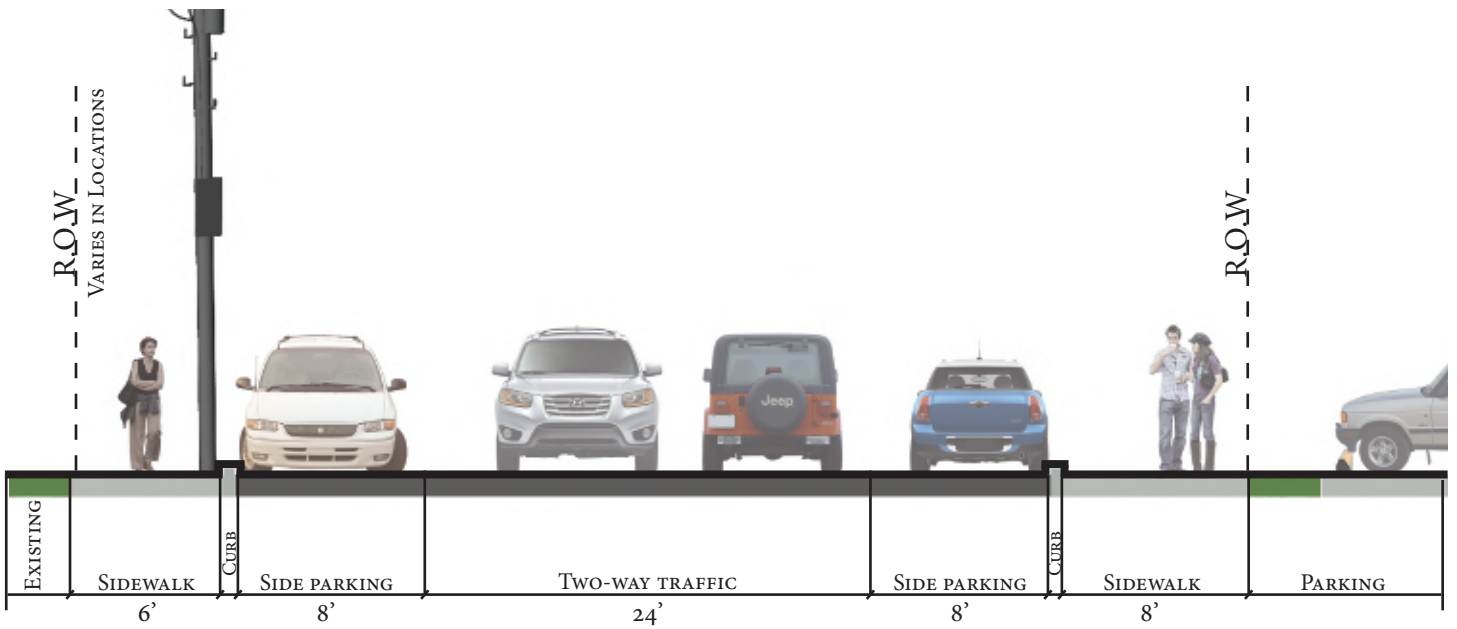 R.O.W
Varies in Locations
R.O.W
Jeep
Existing
Sidewalk
Curb
Side parking
Two-way traffic
Side parking
Curb
Sidewalk
Parking
6’
8’
24’
8’
8’